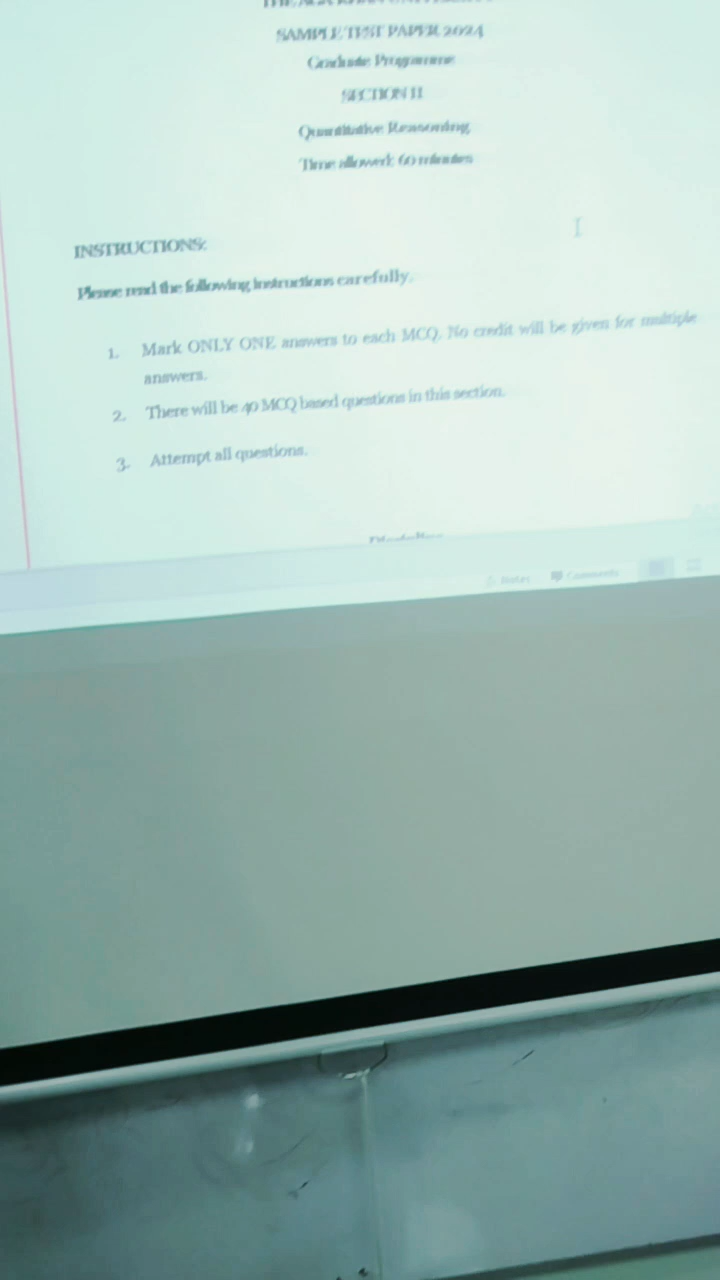 SAMPLE TEST PAPER 2024
Graduate Programme
SECTION II
Quantitative Reasoning
Time allowed: 60 minutes
INSTRUCTIONS:
Please read the following instructions carefully.
1. Mark ONLY ONE answers to each MCQ. No credit will be given for multiple
answers.
2. There will be 40 MCQ based questions in this section.
3. Attempt all questions.
Notes Comments